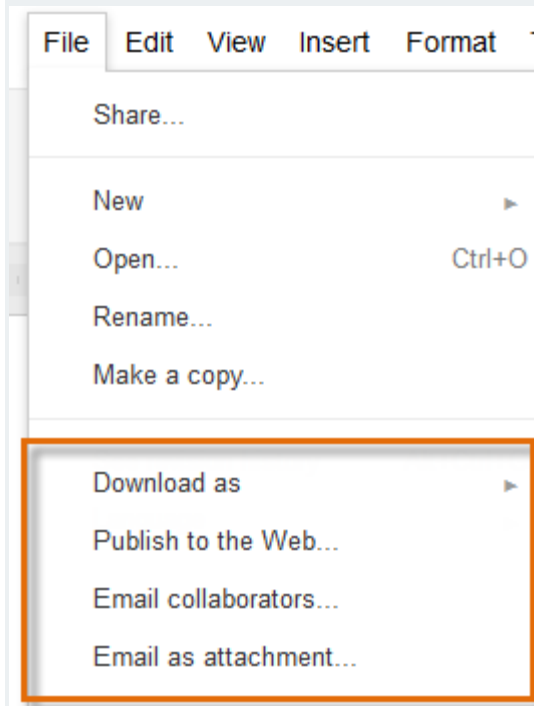 File Edit View Insert Format
Share...
New
Open... Ctrl+O
Rename...
Make a copy...
Download as
Publish to the Web...
Email collaborators...
Email as attachment...